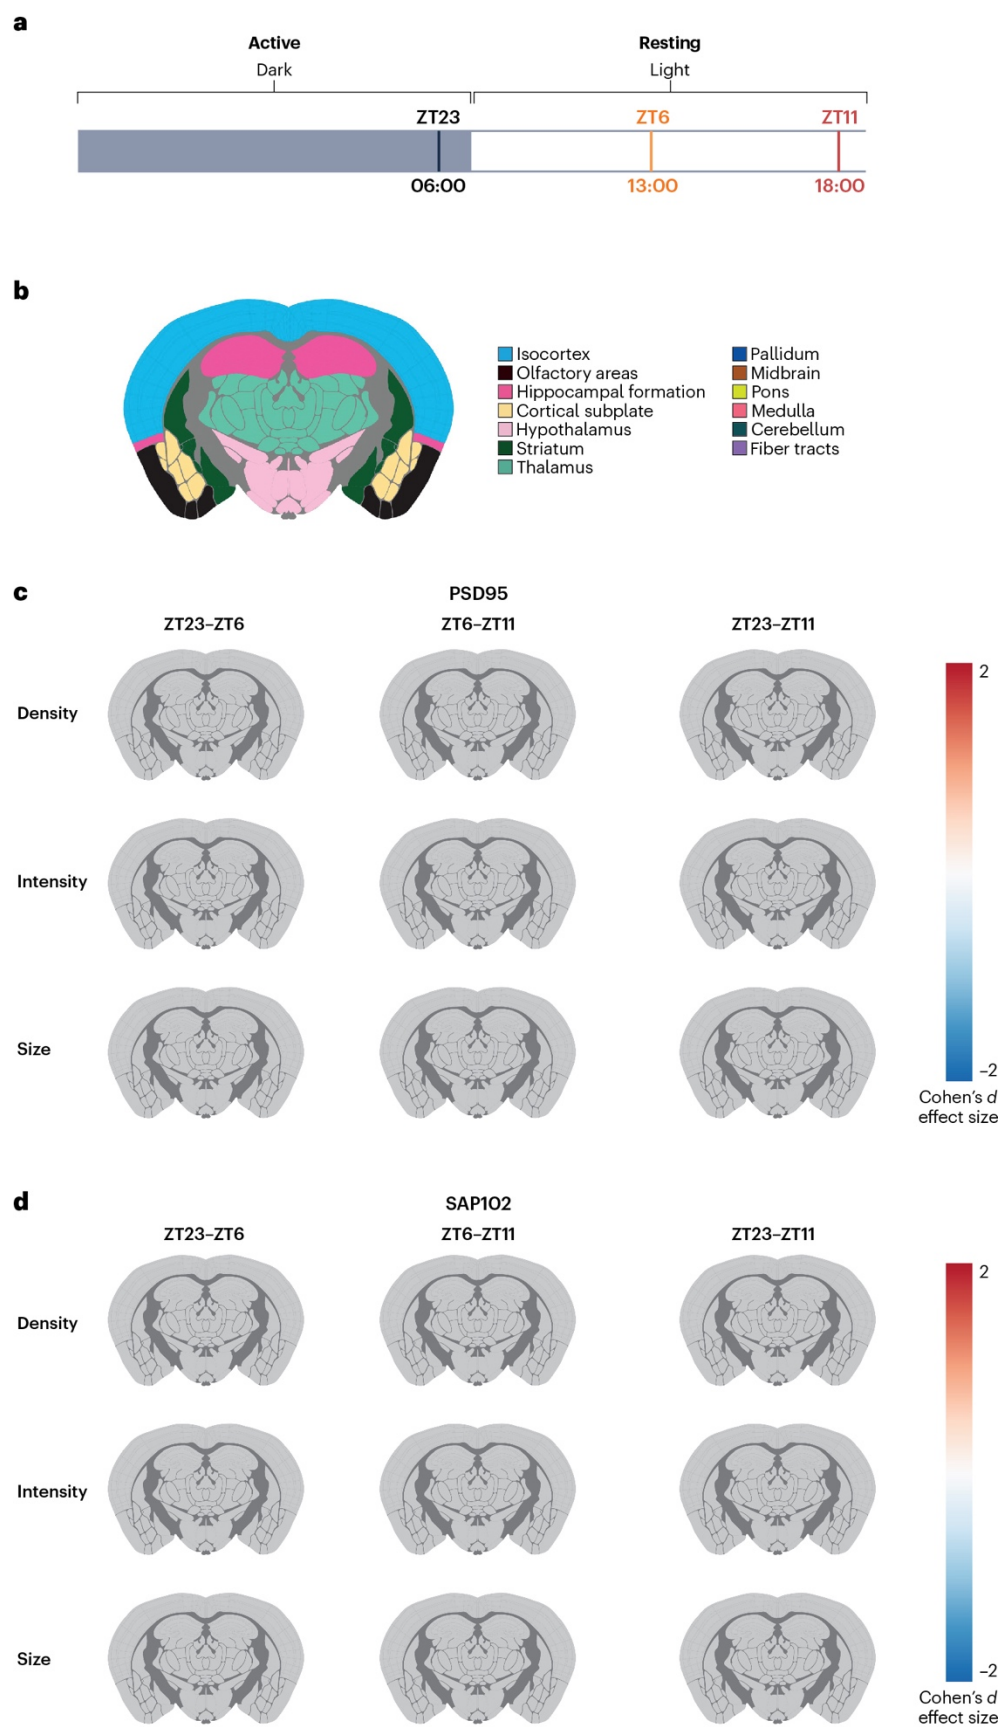 a
Active
Resting
Dark
Light
ZT23
ZT6
ZT11
06:00
13:00
18:00
b
Isocortex
Olfactory areas
Hippocampal formation
Cortical subplate
Hypothalamus
Striatum
Thalamus
Pallidum
Midbrain
Pons
Medulla
Cerebellum
Fiber tracts
c
PSD95
ZT23–ZT6
ZT6–ZT11
ZT23–ZT11
Density
Intensity
Size
2
–2
Cohen's d
effect size
d
SAP102
ZT23–ZT6
ZT6–ZT11
ZT23–ZT11
Density
Intensity
Size
2
–2
Cohen's d
effect size